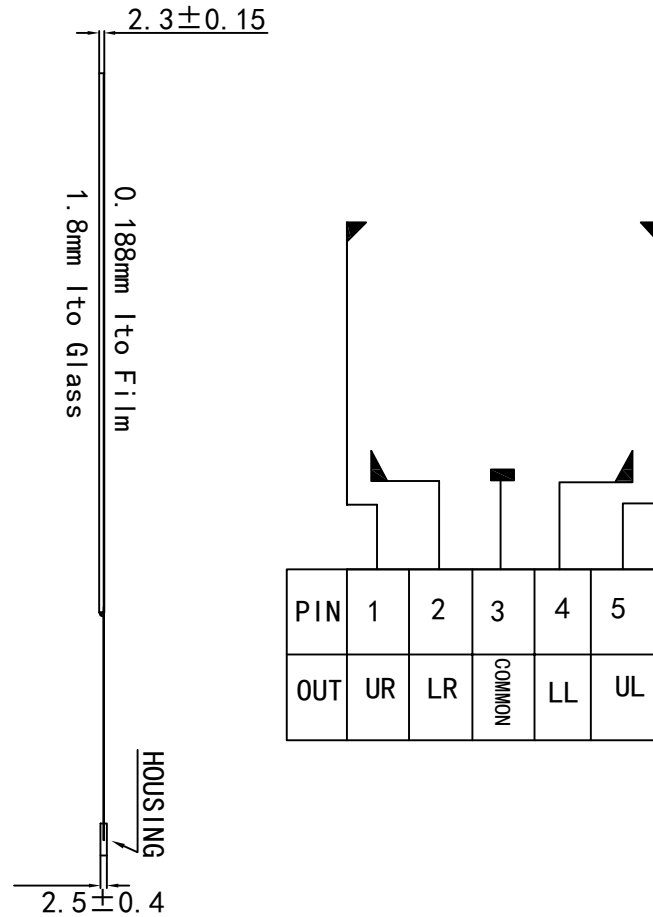 2.3±0.15
0.188mm Ito Film
1.8mm Ito Glass
PIN 1 2 3 4 5
OUT UR LR COMMON LL UL
HOUSING
2.5±0.4